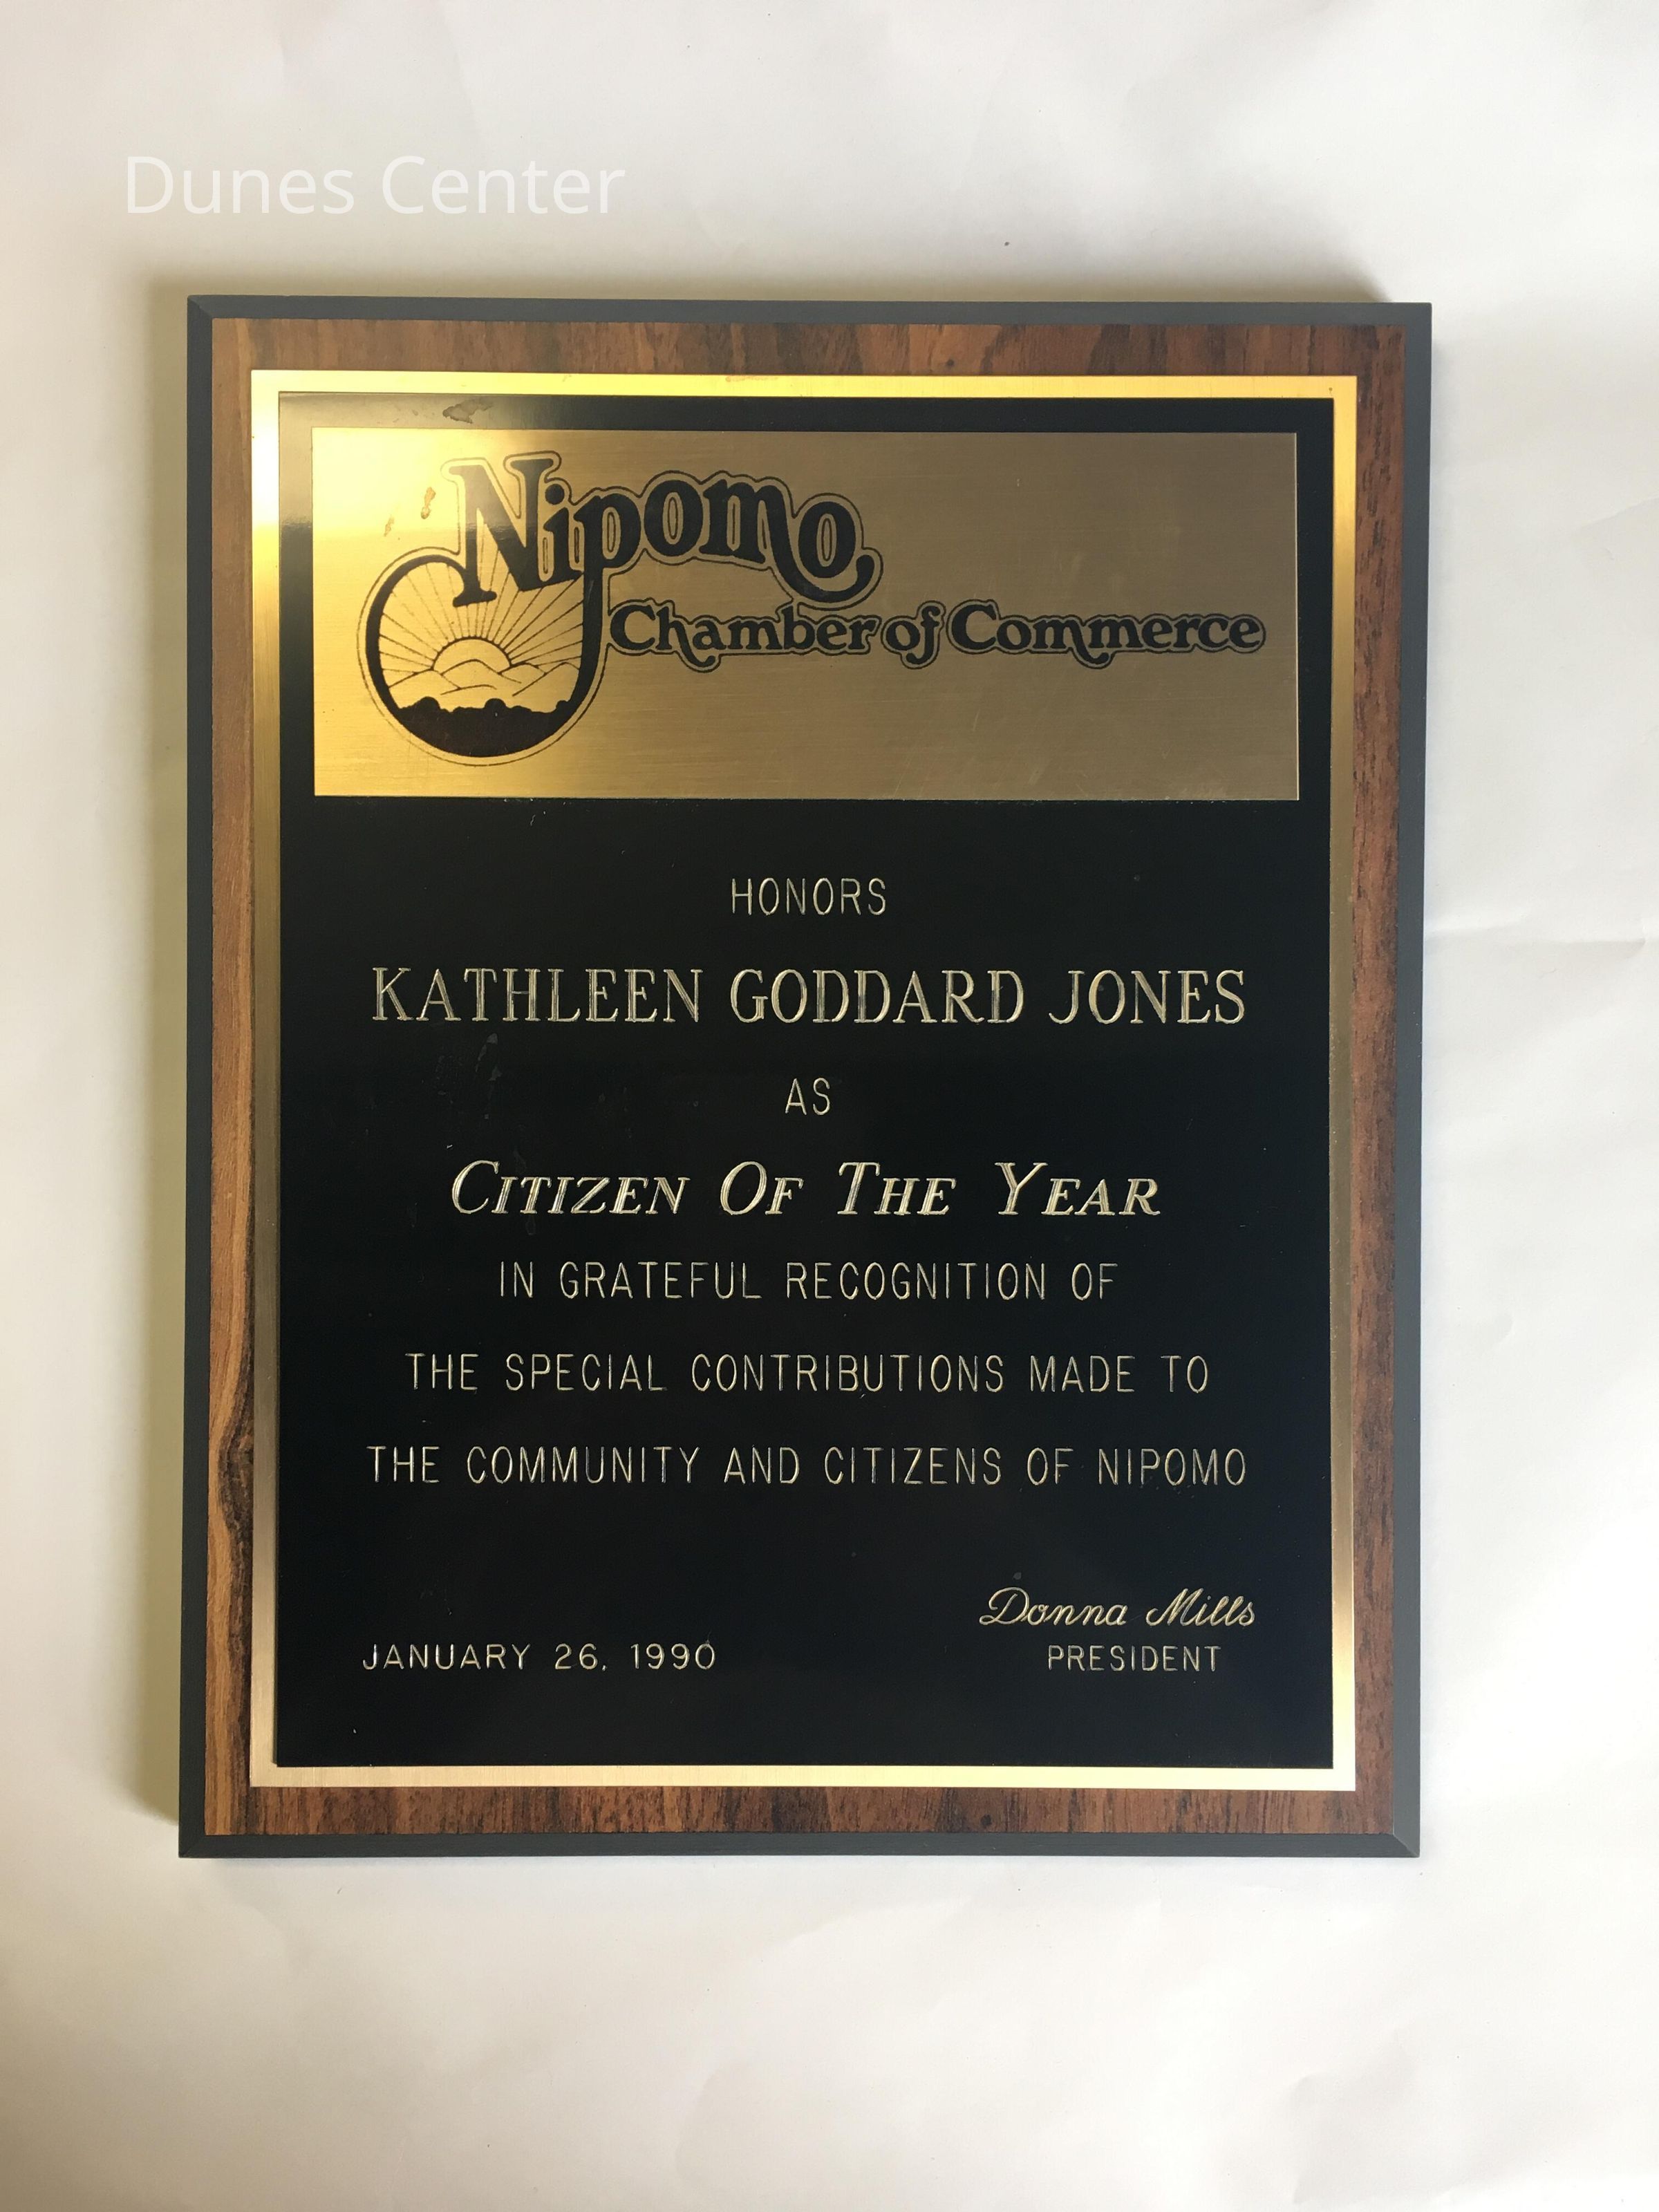 Dunes Center
Nipomo
Chamber of Commerce
HONORS
KATHLEEN GODDARD JONES
AS
CITIZEN OF THE YEAR
IN GRATEFUL RECOGNITION OF
THE SPECIAL CONTRIBUTIONS MADE TO
THE COMMUNITY AND CITIZENS OF NIPOMO
Donna Mills
JANUARY 26, 1990 PRESIDENT